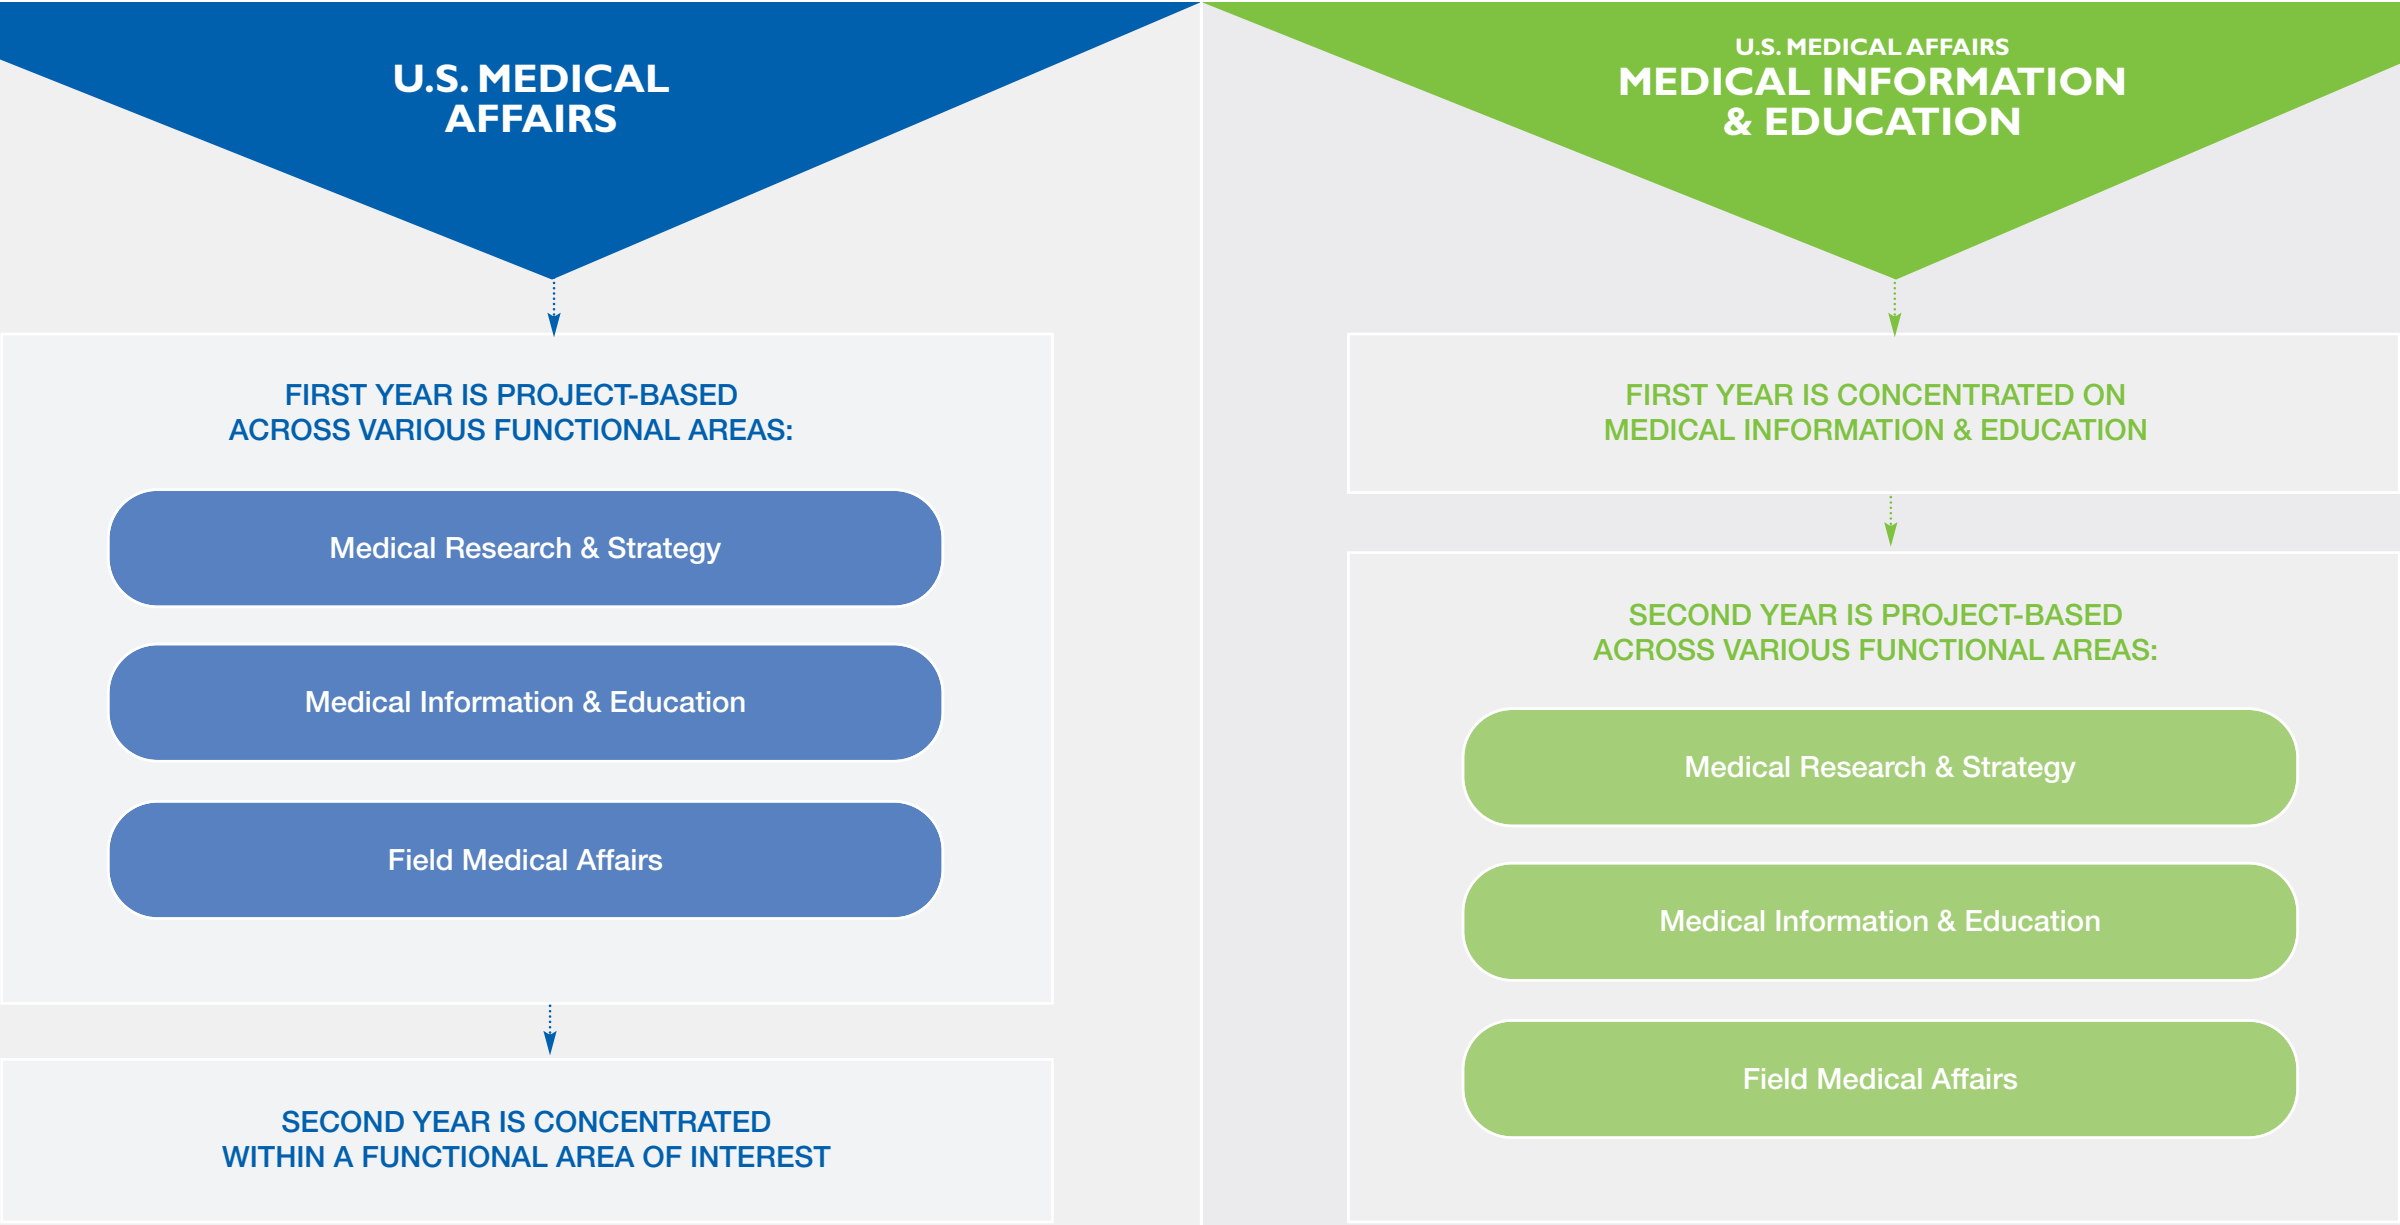 U.S. MEDICAL
AFFAIRS
FIRST YEAR IS PROJECT-BASED
ACROSS VARIOUS FUNCTIONAL AREAS:
Medical Research & Strategy
Medical Information & Education
Field Medical Affairs
SECOND YEAR IS CONCENTRATED
WITHIN A FUNCTIONAL AREA OF INTEREST
U.S. MEDICAL AFFAIRS
MEDICAL INFORMATION
& EDUCATION
FIRST YEAR IS CONCENTRATED ON
MEDICAL INFORMATION & EDUCATION
SECOND YEAR IS PROJECT-BASED
ACROSS VARIOUS FUNCTIONAL AREAS:
Medical Research & Strategy
Medical Information & Education
Field Medical Affairs